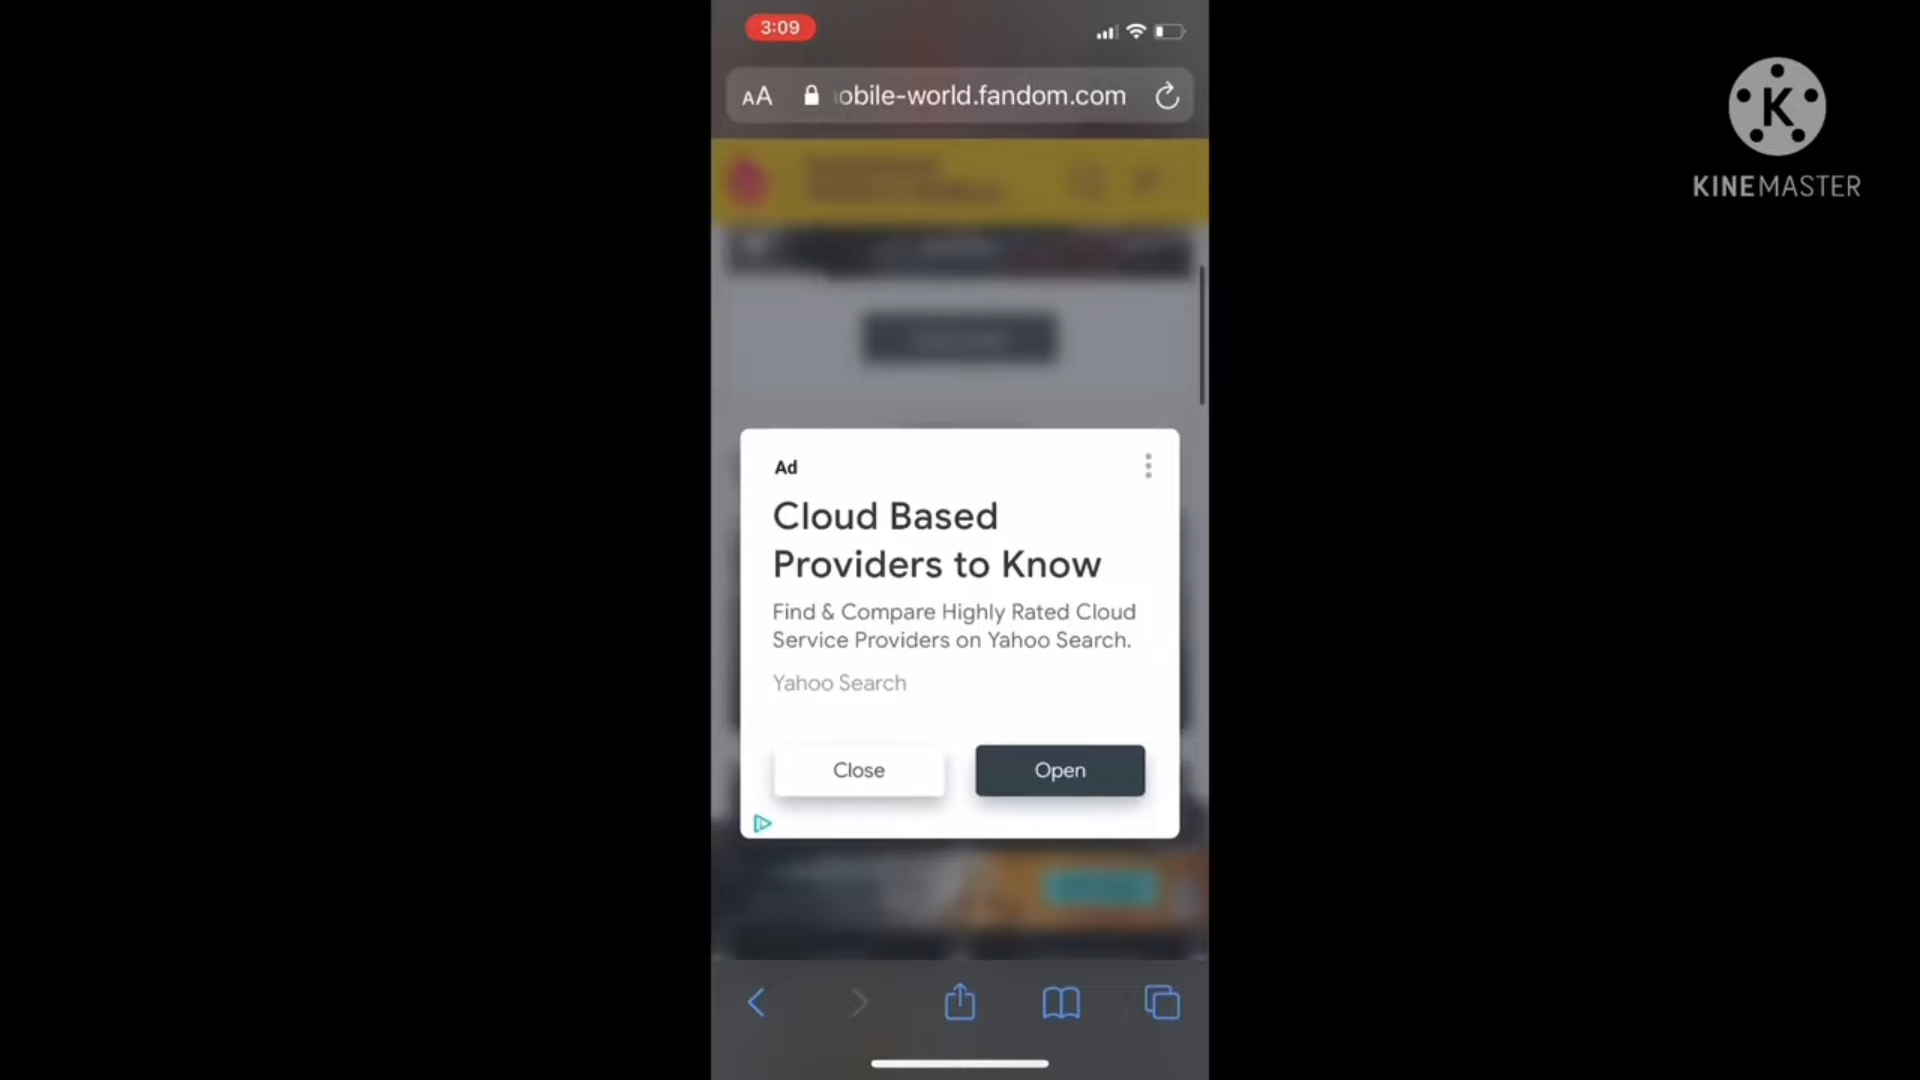 3:09
AA obile-world.fandom.com
K
KINEMASTER
Ad
Cloud Based
Providers to Know
Find & Compare Highly Rated Cloud
Service Providers on Yahoo Search.
Yahoo Search
Close
Open